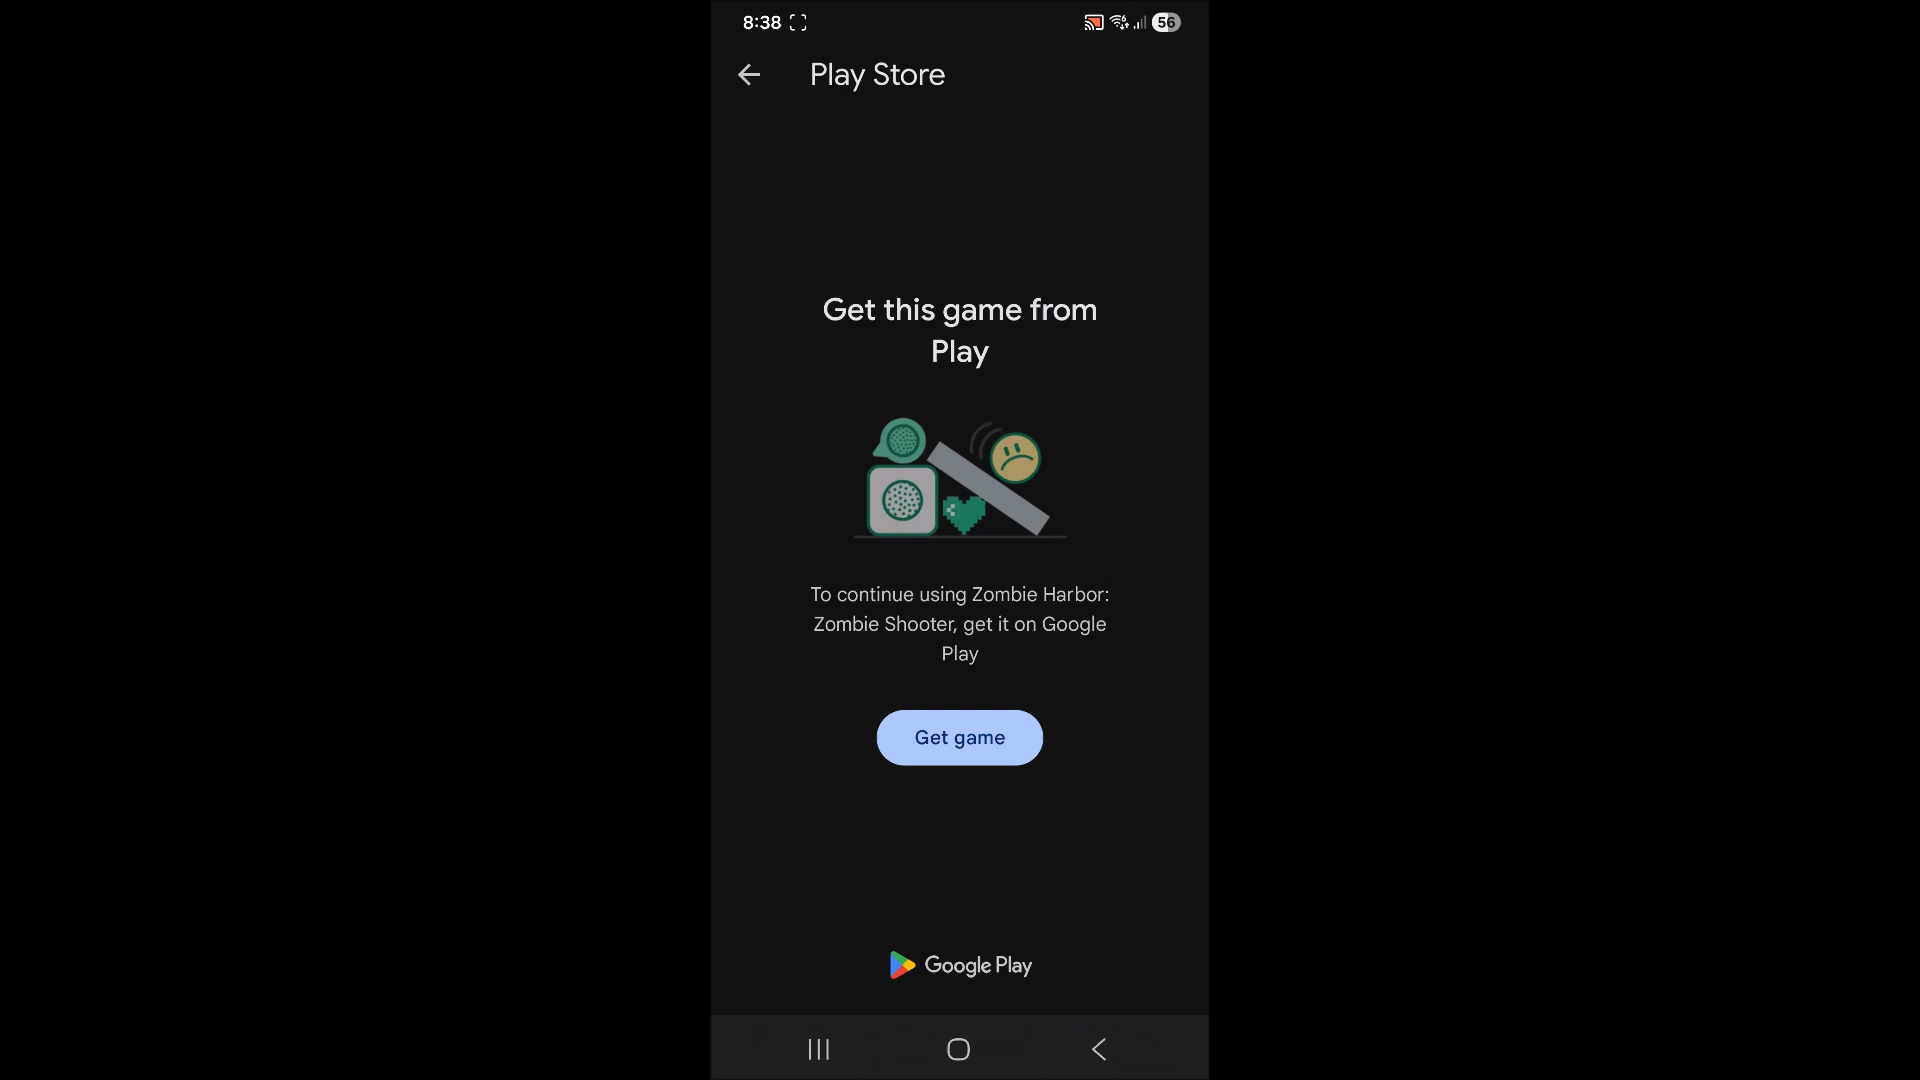 8:38
56
Play Store
Get this game from
Play
To continue using Zombie Harbor:
Zombie Shooter, get it on Google
Play
Get game
Google Play